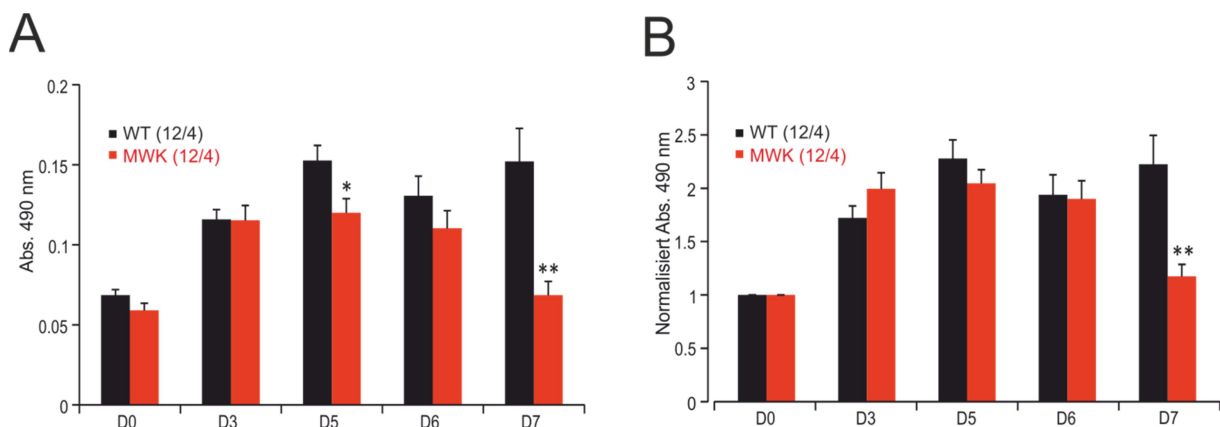 A
Abs. 490 nm
0.2
0.15
0.1
0.05
0
WT (12/4)
MWK (12/4)
*
**
D0 D3 D5 D6 D7
B
Normalisiert Abs. 490 nm
3
2.5
2
1.5
1
0.5
0
WT (12/4)
MWK (12/4)
**
D0 D3 D5 D6 D7